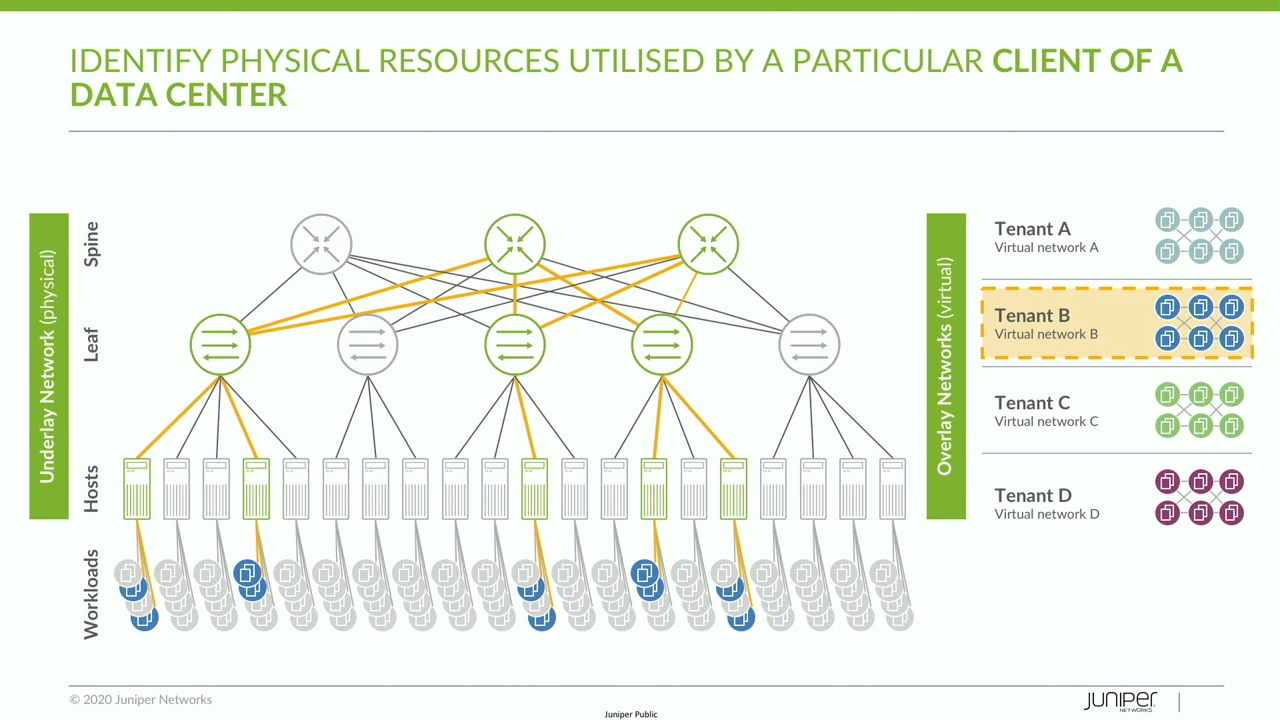 IDENTIFY PHYSICAL RESOURCES UTILISED BY A PARTICULAR CLIENT OF A
DATA CENTER
Underlay Network (physical)
Spine
Leaf
Hosts
Workloads
Overlay Networks (virtual)
Tenant A
Virtual network A
Tenant B
Virtual network B
Tenant C
Virtual network C
Tenant D
Virtual network D
© 2020 Juniper Networks
Juniper Public
JUNIPER
NETWORKS